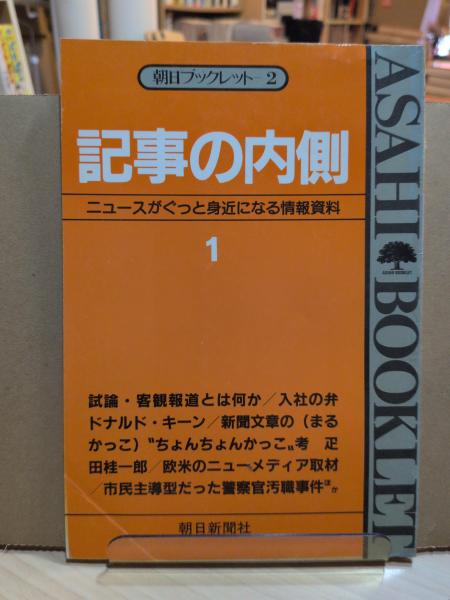 朝日ブックレット=2
記事の内側
ニュースがぐっと身近になる情報資料
1
試論・客観報道とは何か/入社の弁
ドナルド・キーン/新聞文章の(まる
かっこ)〝ちょんちょんかっこ〟考 疋
田桂一郎/欧米のニューメディア取材
/市民主導型だった警察官汚職事件ほか
朝日新聞社
ASAHI BOOKLET
ASAHI BOOKLET